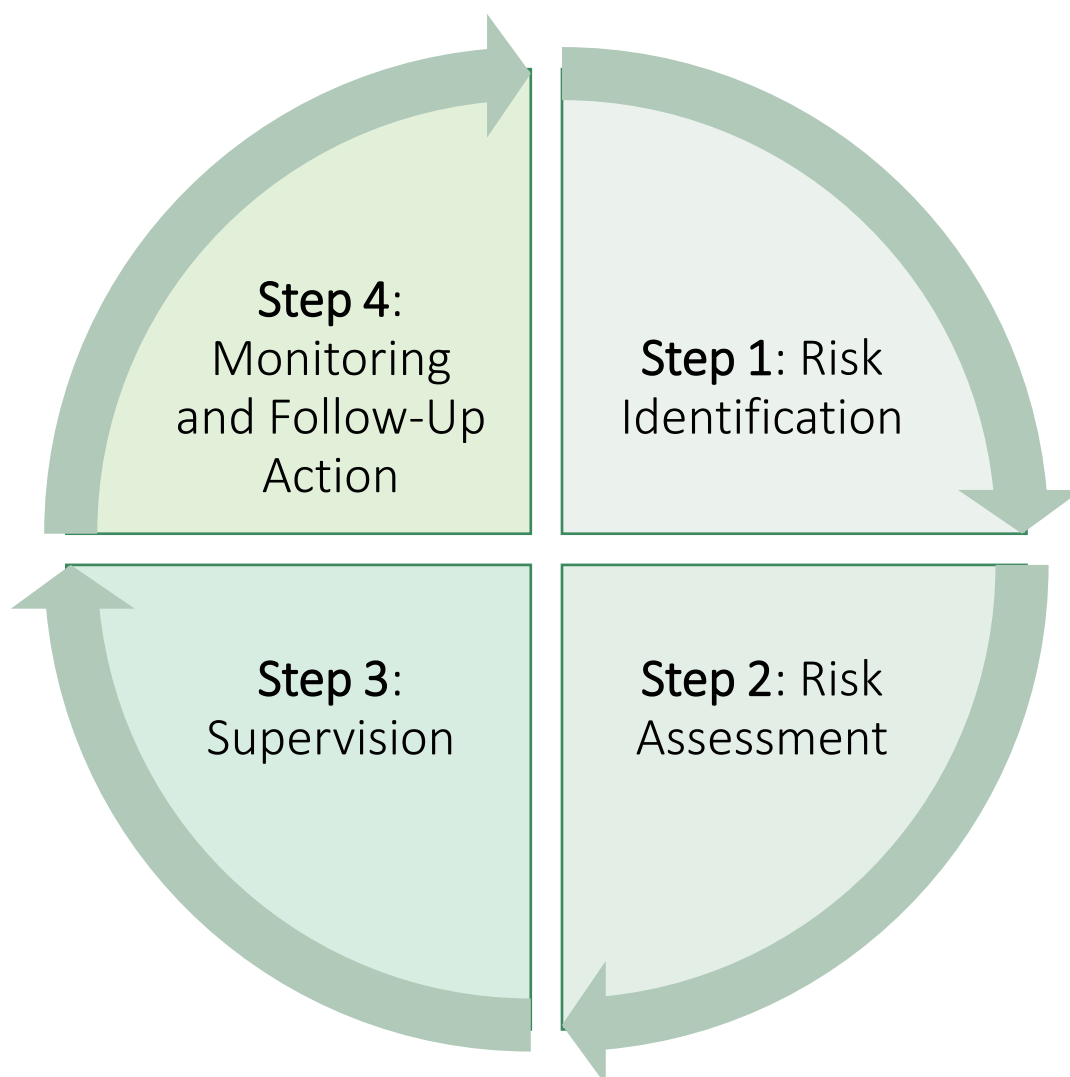 Step 1: Risk
Identification
Step 2: Risk
Assessment
Step 3:
Supervision
Step 4:
Monitoring
and Follow-Up
Action